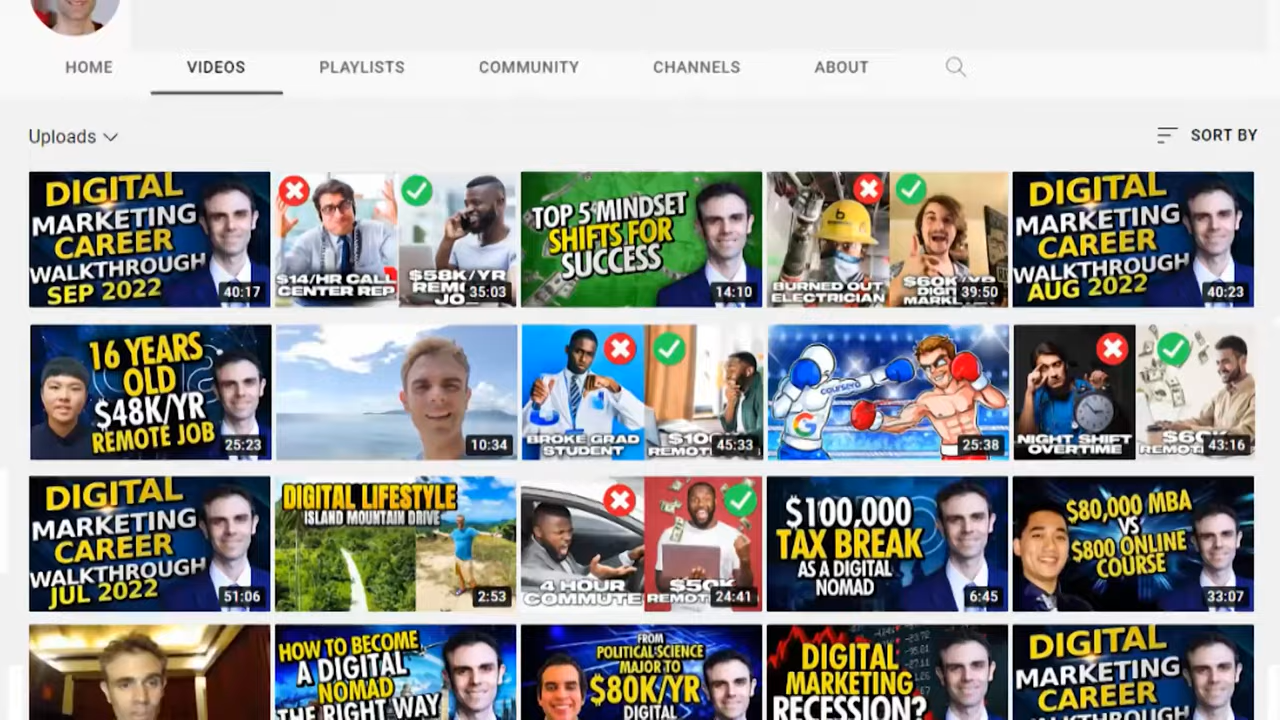 HOME VIDEOS PLAYLISTS COMMUNITY CHANNELS ABOUT
Uploads SORT BY
DIGITAL
MARKETING
CAREER
WALKTHROUGH
SEP 2022
40:17
$14/HR CALL
CENTER REP
$58K/YR
35:03
TOP 5 MINDSET
SHIFTS FOR
SUCCESS
14:10
BURNED OUT
ELECTRICIAN
39:50
DIGITAL
MARKETING
CAREER
WALKTHROUGH
AUG 2022
40:23
16 YEARS
OLD
$48K/YR
REMOTE JOB
25:23
10:34
BROKE GRAD
STUDENT
45:33
coursera
G
25:38
NIGHT SHIFT
OVERTIME
43:16
DIGITAL
MARKETING
CAREER
WALKTHROUGH
JUL 2022
51:06
DIGITAL LIFESTYLE
ISLAND MOUNTAIN DRIVE
2:53
4 HOUR
COMMUTE
24:41
$100,000
TAX BREAK
AS A DIGITAL
NOMAD
6:45
$80,000 MBA
VS
$800 ONLINE
COURSE
33:07
HOW TO BECOME
A DIGITAL
NOMAD
THE RIGHT WAY
FROM
POLITICAL SCIENCE
MAJOR TO
$80K/YR
DIGITAL
DIGITAL
MARKETING
RECESSION?
DIGITAL
MARKETING
CAREER
WALKTHROUGH